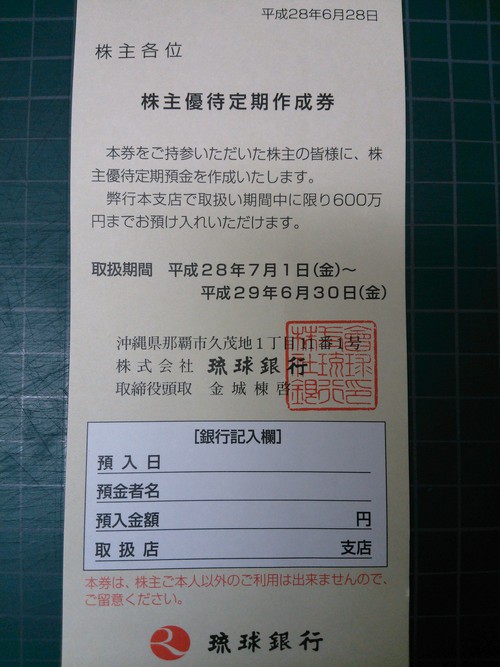 平成28年6月28日
株主各位
株主優待定期作成券
本券をご持参いただいた株主の皆様に、株
主優待定期預金を作成いたします。
弊行本支店で取扱い期間中に限り600万
円までお預け入れいただけます。
取扱期間 平成28年7月1日(金)〜
平成29年6月30日(金)
沖縄県那覇市久茂地1丁目11番1号
株式会社 琉球銀行
取締役頭取 金城棟啓
[銀行記入欄]
預入日
預金者名
預入金額 円
取扱店 支店
本券は、株主ご本人以外のご利用は出来ませんので、
ご留意ください。
琉球銀行